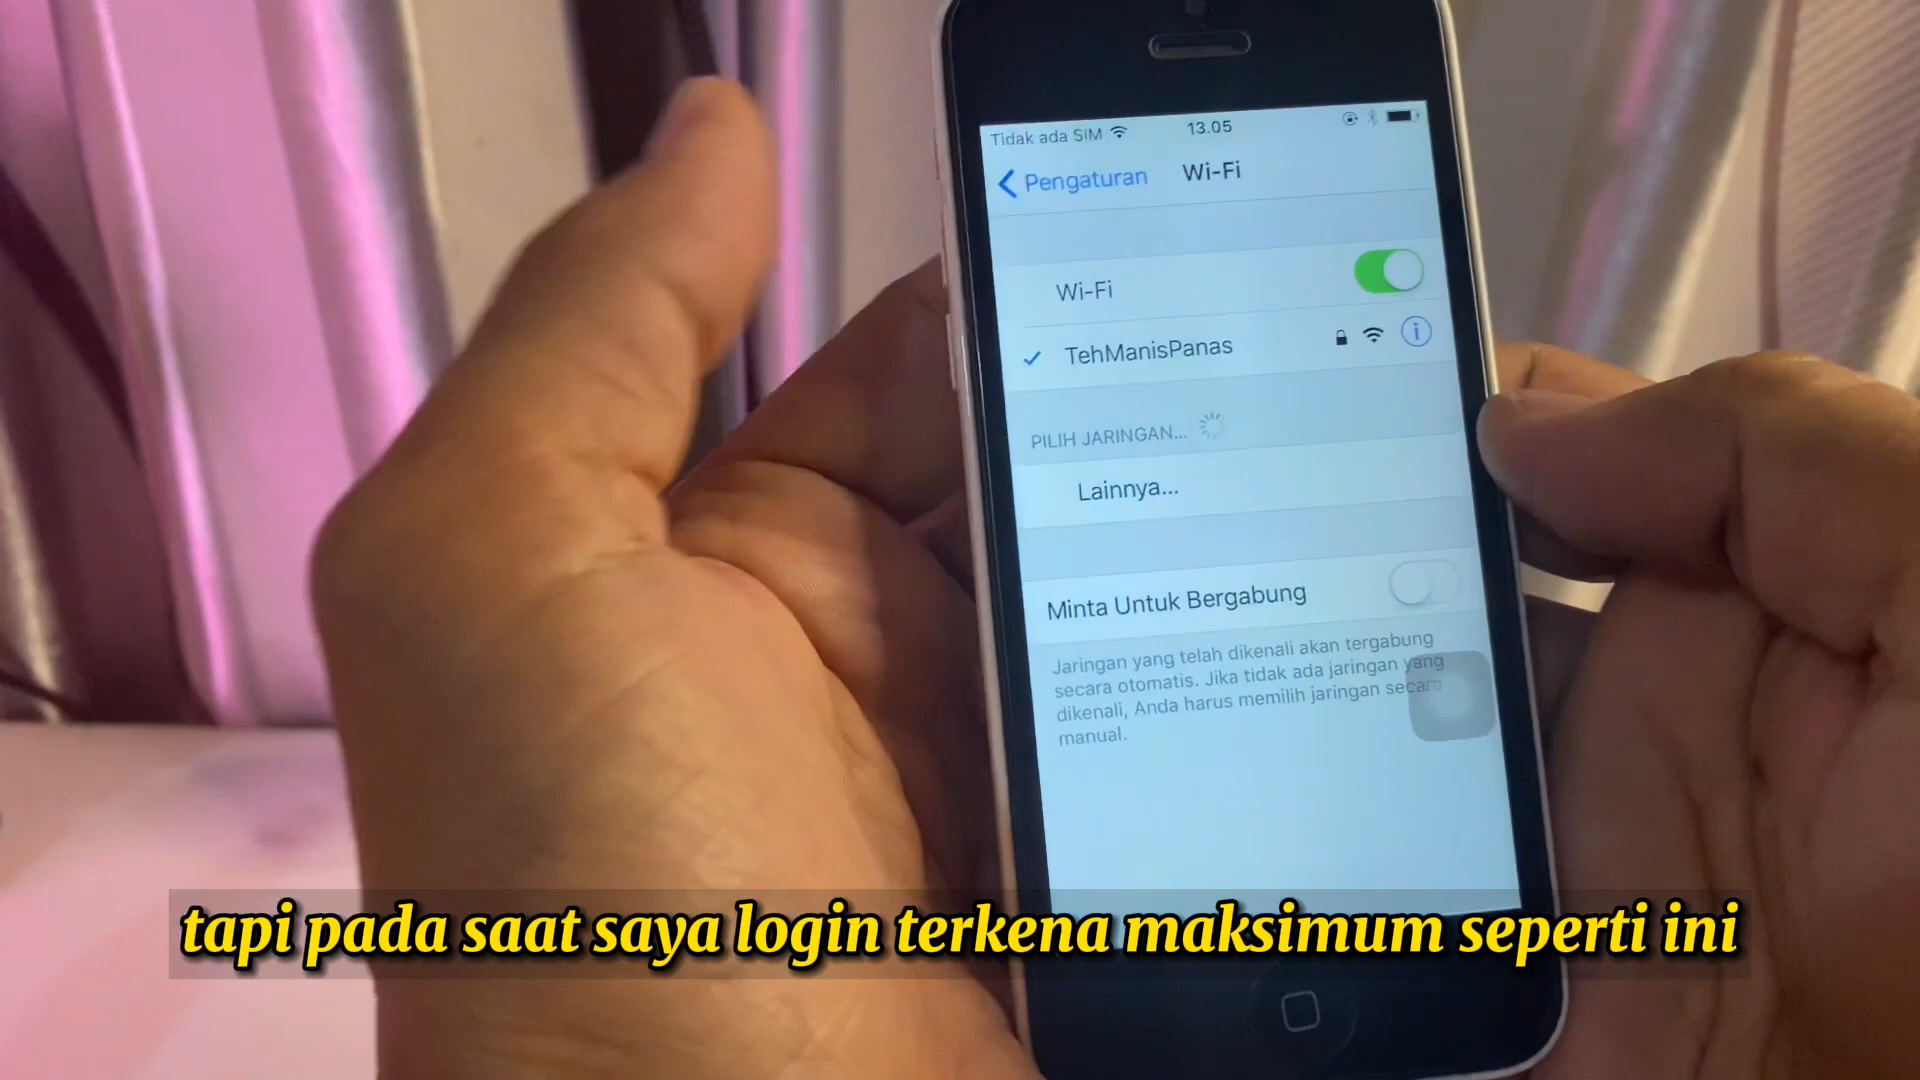 Tidak ada SIM
13.05
Pengaturan
Wi-Fi
Wi-Fi
TehManisPanas
PILIH JARINGAN...
Lainnya...
Minta Untuk Bergabung
Jaringan yang telah dikenali akan tergabung
secara otomatis. Jika tidak ada jaringan yang
dikenali, Anda harus memilih jaringan secara
manual.
tapi pada saat saya login terkena maksimum seperti ini